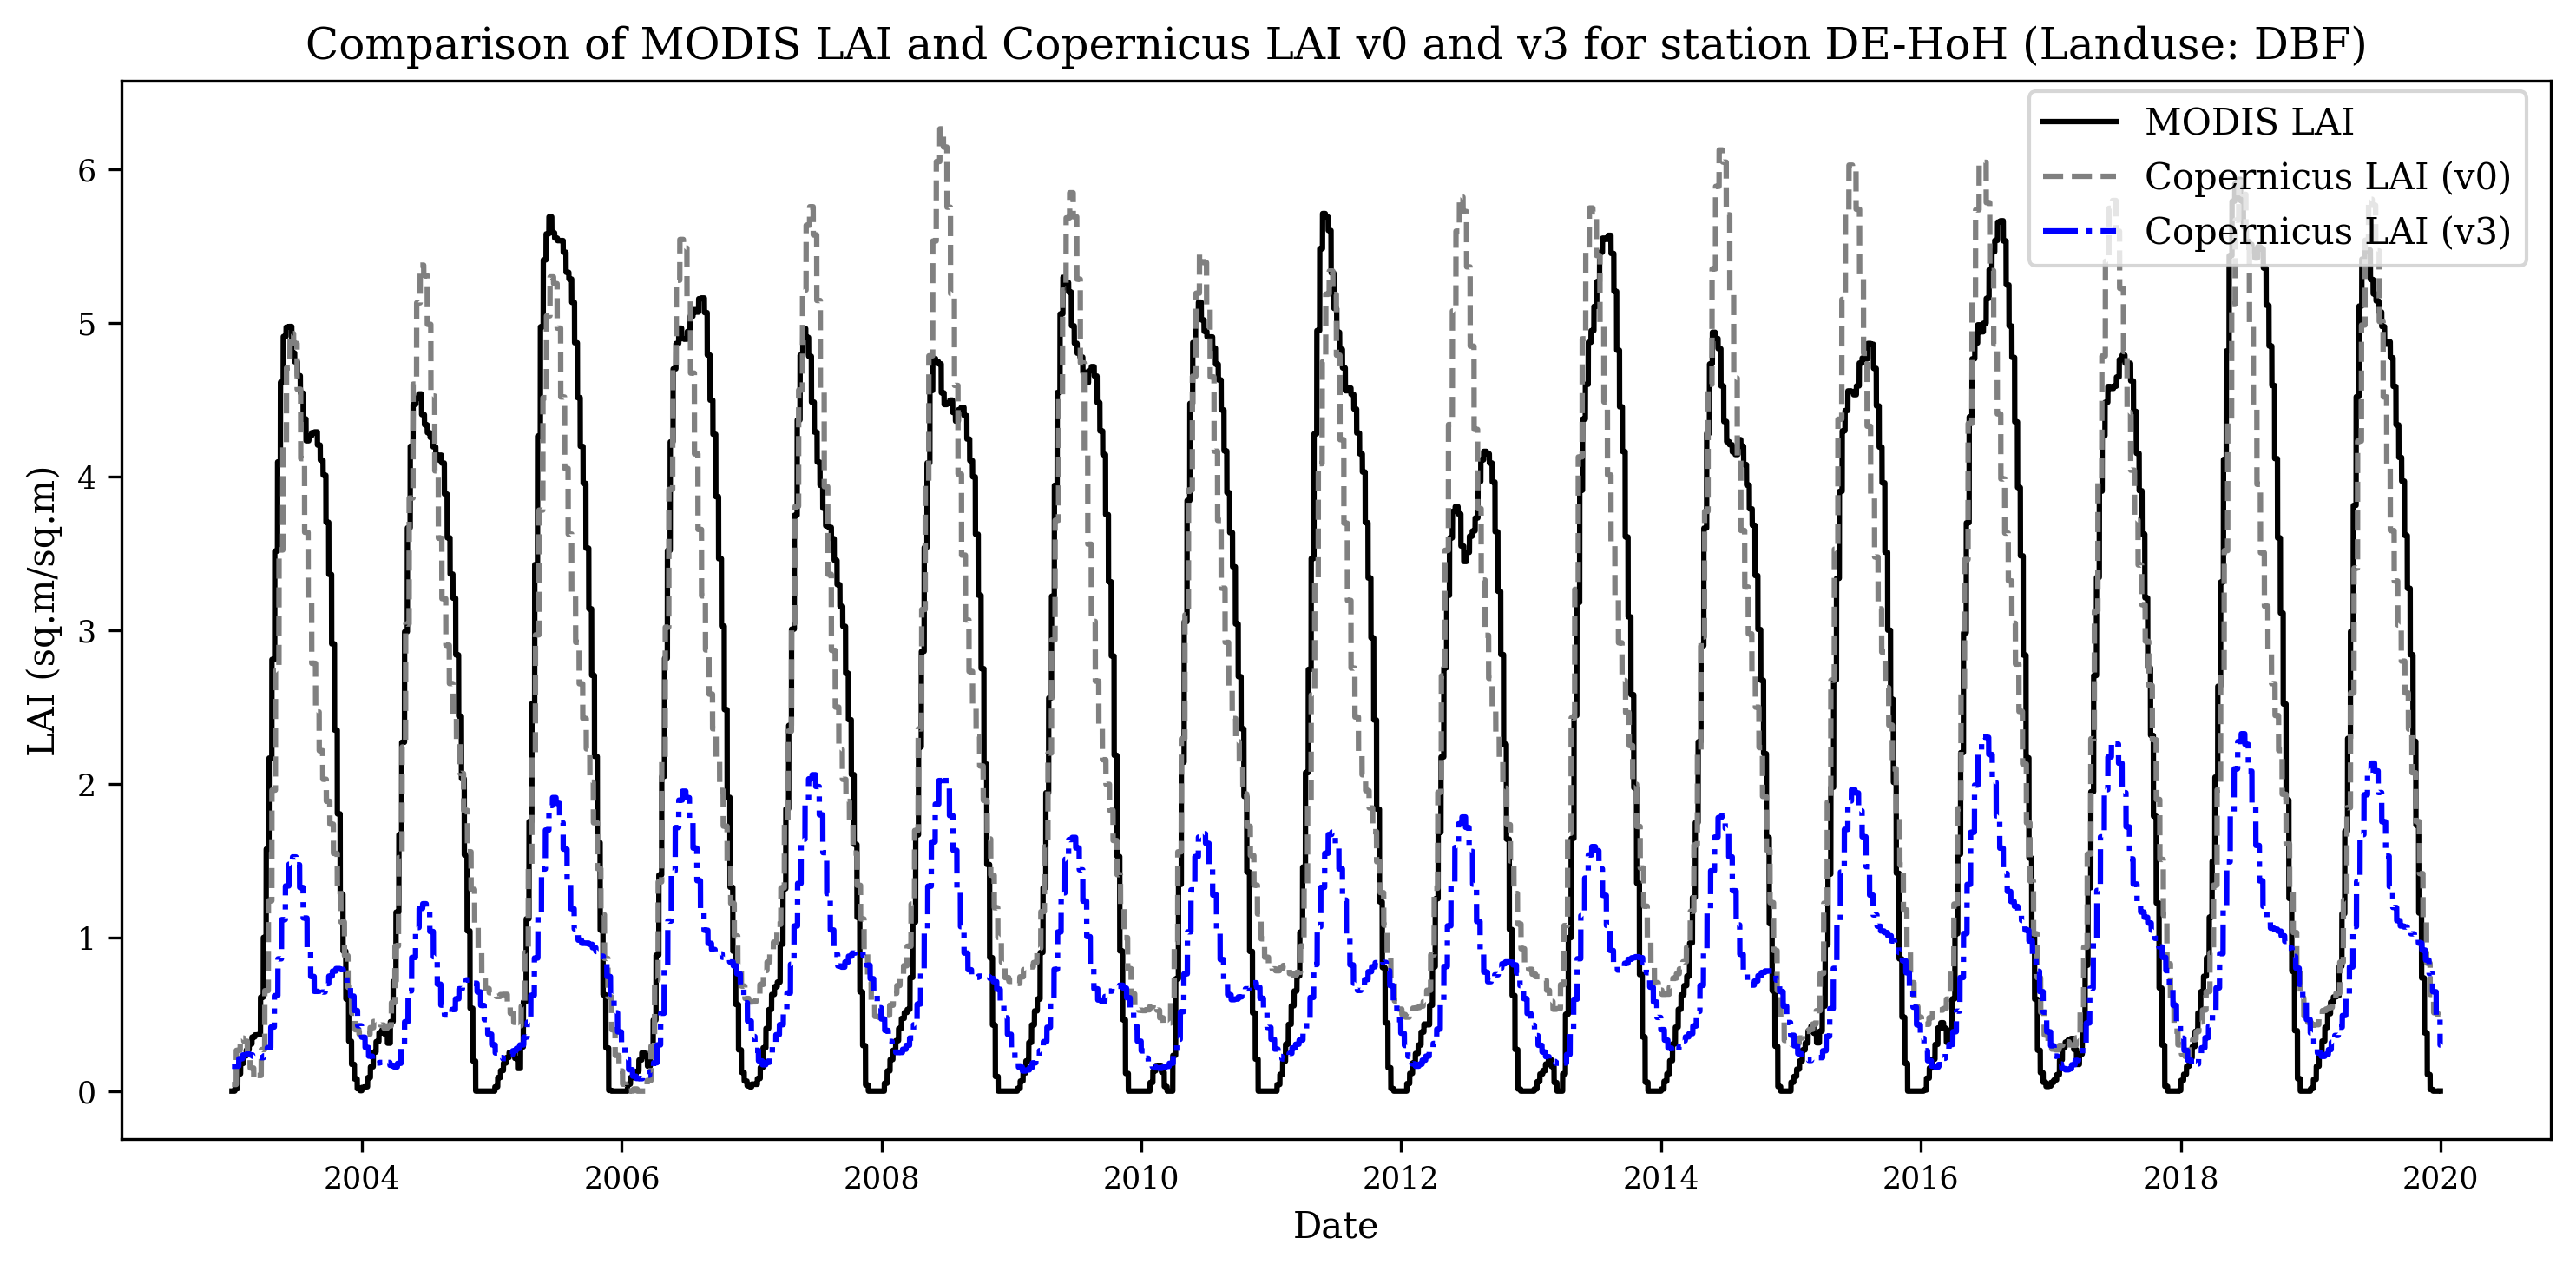 Comparison of MODIS LAI and Copernicus LAI v0 and v3 for station DE-HoH (Landuse: DBF)
MODIS LAI
Copernicus LAI (v0)
Copernicus LAI (v3)
LAI (sq.m/sq.m)
6
5
4
3
2
1
0
2004 2006 2008 2010 2012 2014 2016 2018 2020
Date